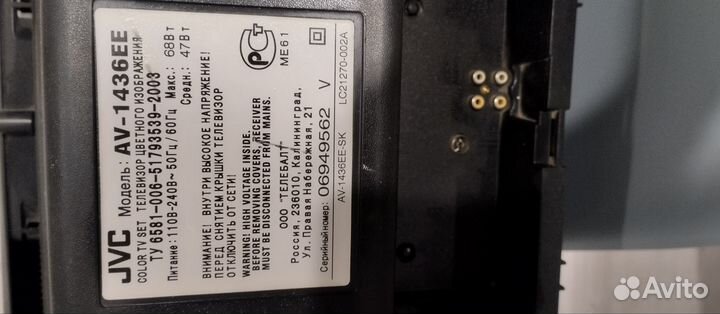 JVC Модель: AV-1436EE
COLOR TV SET ТЕЛЕВИЗОР ЦВЕТНОГО ИЗОБРАЖЕНИЯ
ТУ 6581-006-51793539-2003
Питание: 110В-240В~ 50Гц/60Гц Макс.: 68Вт
Средн.: 47Вт
ВНИМАНИЕ! ВНУТРИ ВЫСОКОЕ НАПРЯЖЕНИЕ!
ПЕРЕД СНЯТИЕМ КРЫШКИ ТЕЛЕВИЗОР
ОТКЛЮЧИТЬ ОТ СЕТИ!
WARNING! HIGH VOLTAGE INSIDE.
BEFORE REMOVING COVERS, RECEIVER
MUST BE DISCONNECTED FROM MAINS.
ООО "ТЕЛЕБАЛТ"
Россия, 236010, Калининград,
Ул. Правая Набережная, 21
Серийный номер: 06949562 V
AV-1436EE-SK LC21270-002A
РСТ
ME61
Avito